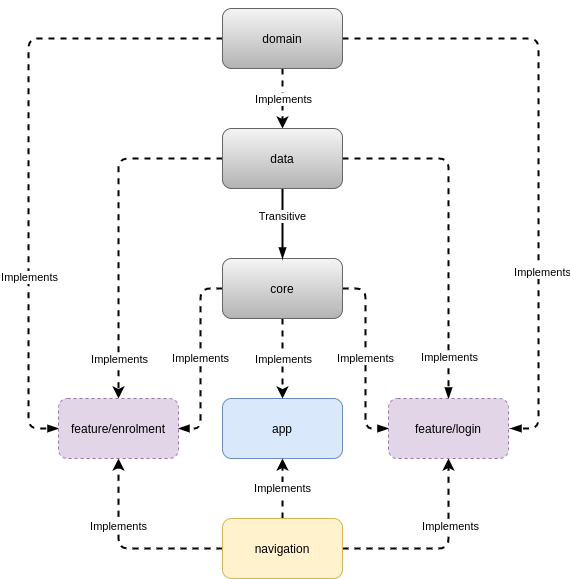 domain
Implements
data
Transitive
Implements
Implements
core
Implements
Implements
Implements
Implements
Implements
feature/enrolment
app
feature/login
Implements
Implements
Implements
navigation